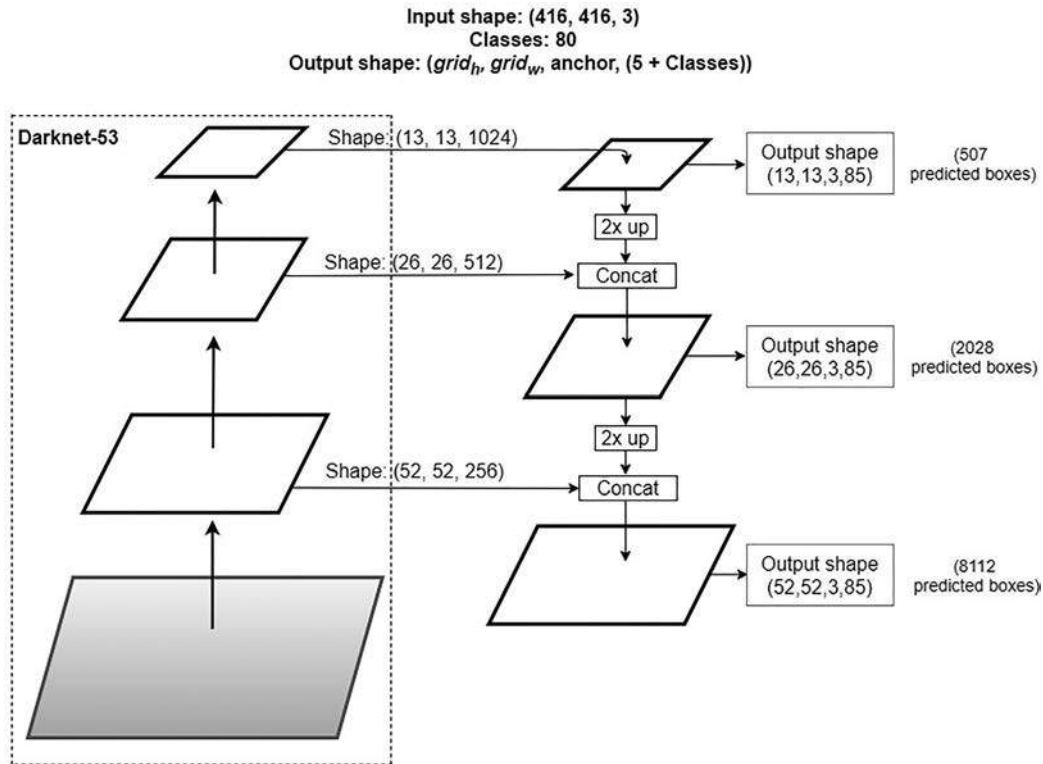 Input shape: (416, 416, 3)
Classes: 80
Output shape: (grid_h, grid_w, anchor, (5 + Classes))
Darknet-53
Shape: (13, 13, 1024)
Output shape
(13,13,3,85)
(507
predicted boxes)
2x up
Shape: (26, 26, 512)
Concat
Output shape
(26,26,3,85)
(2028
predicted boxes)
2x up
Shape: (52, 52, 256)
Concat
Output shape
(52,52,3,85)
(8112
predicted boxes)